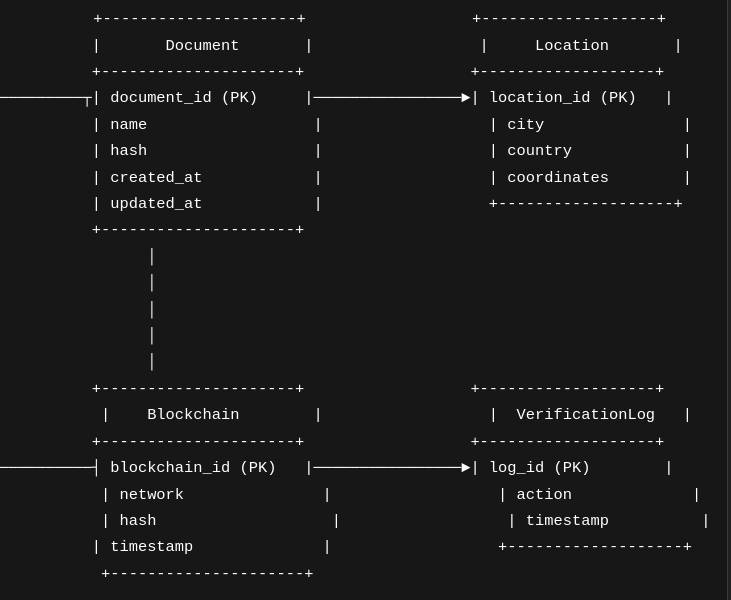 +---------------------+ +-------------------+
| Document | | Location |
+---------------------+ +-------------------+
─────────┬| document_id (PK) |────────────────►| location_id (PK) |
| name | | city |
| hash | | country |
| created_at | | coordinates |
| updated_at | +-------------------+
+---------------------+
│
│
│
│
│
+---------------------+ +-------------------+
| Blockchain | | VerificationLog |
+---------------------+ +-------------------+
──────────┤ blockchain_id (PK) |────────────────►| log_id (PK) |
| network | | action |
| hash | | timestamp |
| timestamp | +-------------------+
+---------------------+